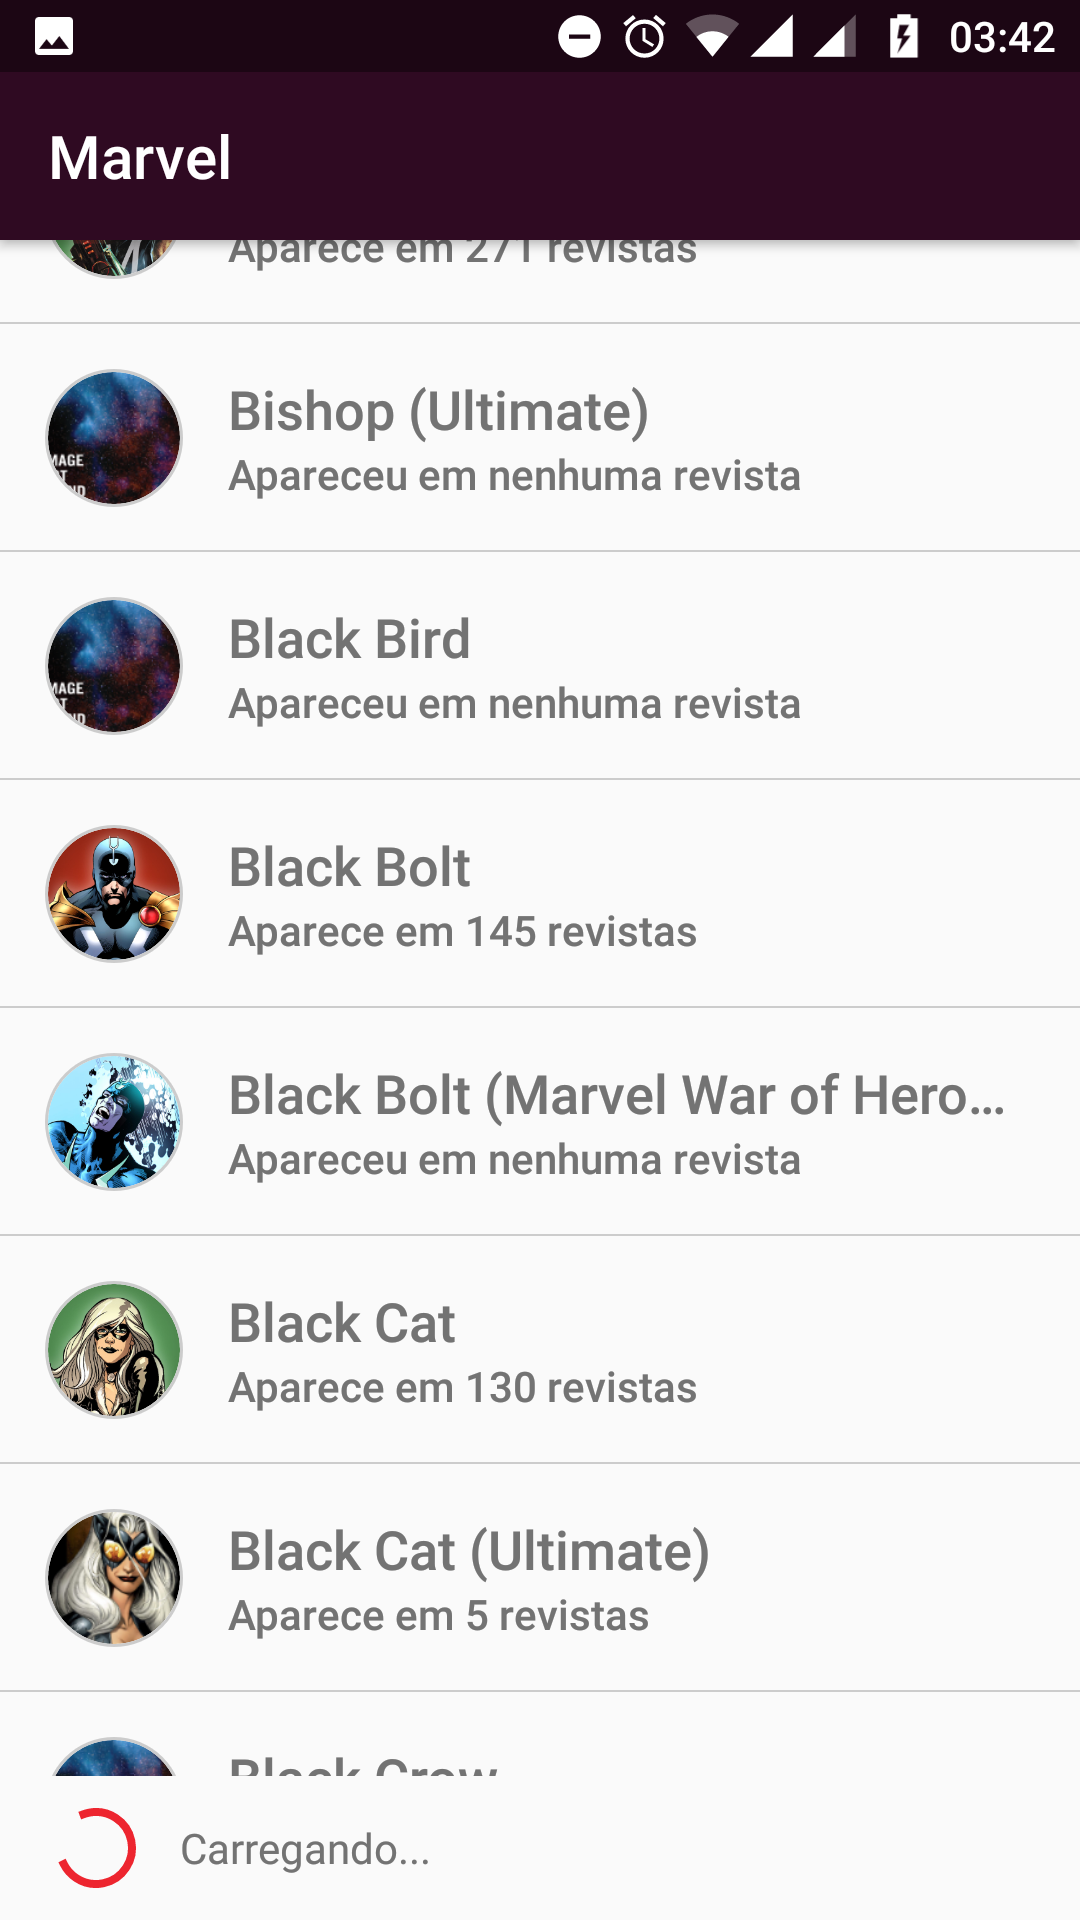 03:42
Marvel
Aparece em 271 revistas
Bishop (Ultimate)
Apareceu em nenhuma revista
Black Bird
Apareceu em nenhuma revista
Black Bolt
Aparece em 145 revistas
Black Bolt (Marvel War of Hero...
Apareceu em nenhuma revista
Black Cat
Aparece em 130 revistas
Black Cat (Ultimate)
Aparece em 5 revistas
Black Crow
Carregando...